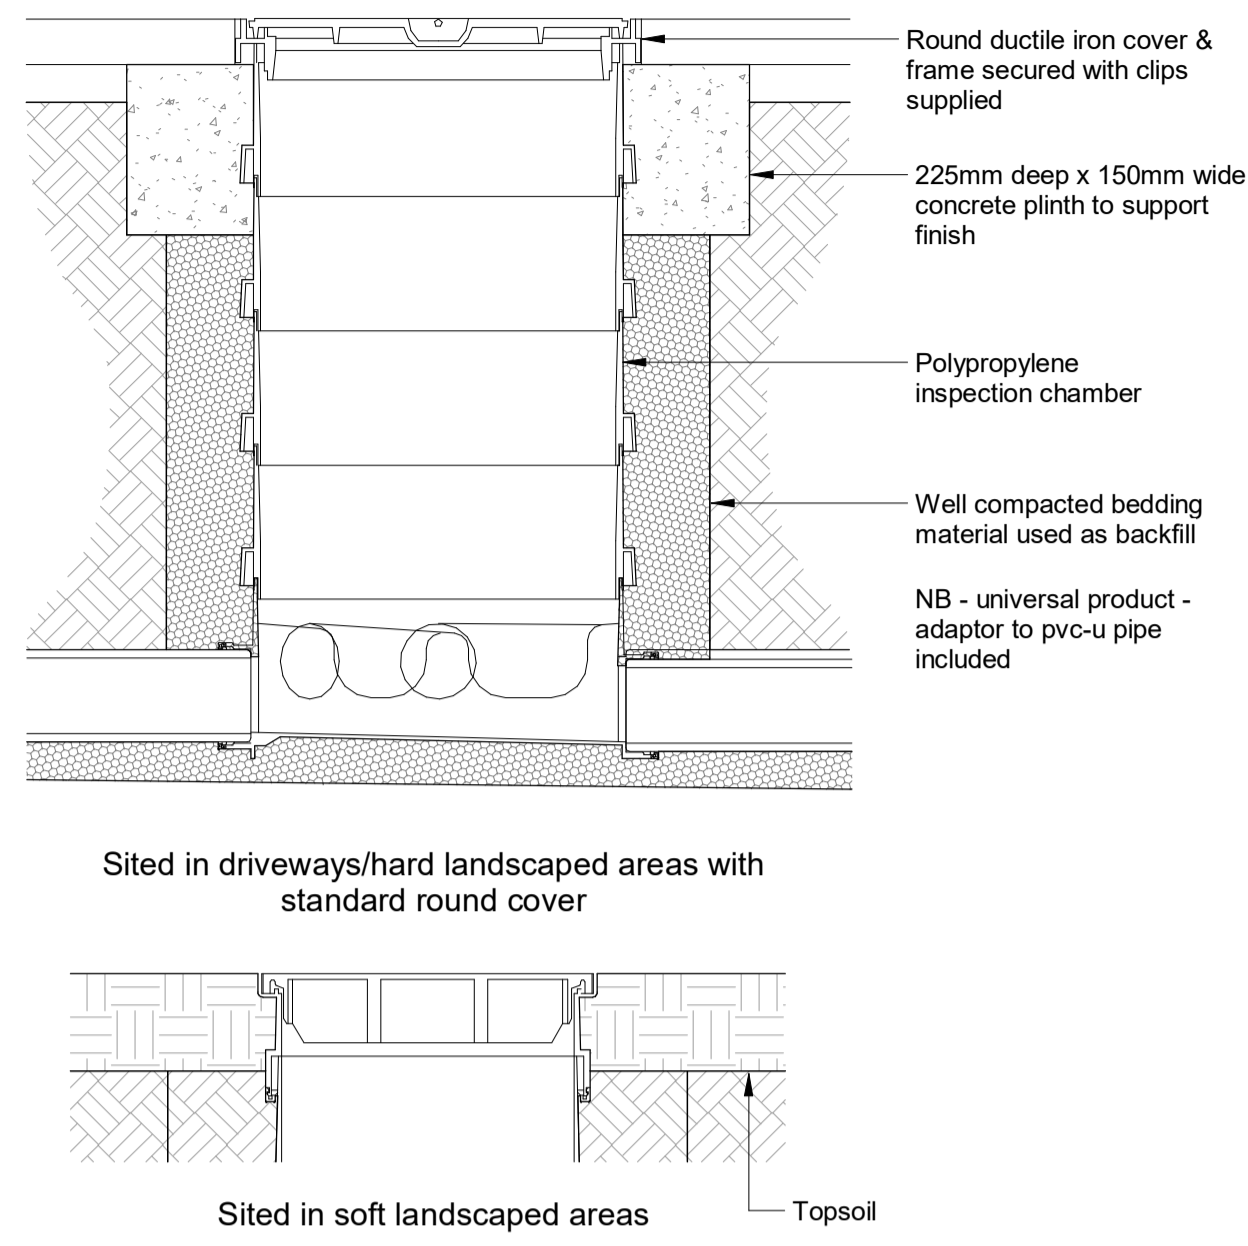 Round ductile iron cover &
frame secured with clips
supplied
225mm deep x 150mm wide
concrete plinth to support
finish
Polypropylene
inspection chamber
Well compacted bedding
material used as backfill
NB - universal product -
adaptor to pvc-u pipe
included
Sited in driveways/hard landscaped areas with
standard round cover
Topsoil
Sited in soft landscaped areas